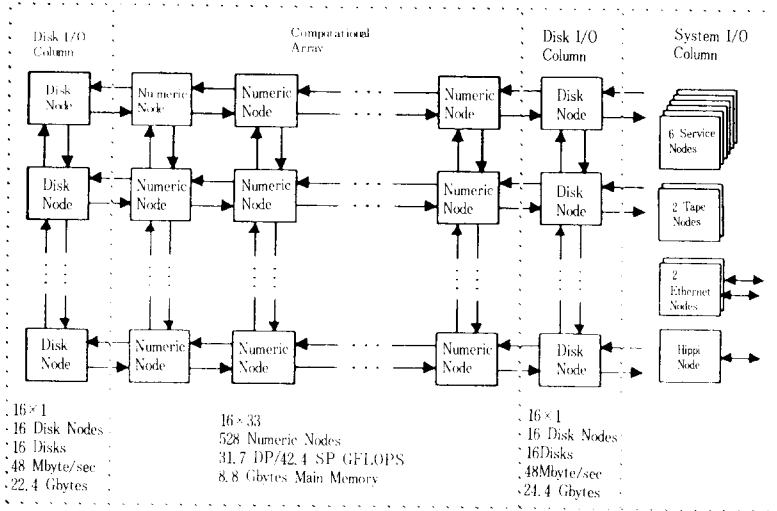 Disk I/O
Column
Computational
Array
Disk I/O
Column
System I/O
Column
Disk
Node
Numeric
Node
Numeric
Node
Numeric
Node
Disk
Node
6 Service
Nodes
Disk
Node
Numeric
Node
Numeric
Node
Numeric
Node
Disk
Node
2 Tape
Nodes
2
Ethernet
Nodes
Disk
Node
Numeric
Node
Numeric
Node
Numeric
Node
Disk
Node
Hippi
Node
16×1
16 Disk Nodes
16 Disks
48 Mbyte/sec
22.4 Gbytes
16×33
528 Numeric Nodes
31.7 DP/42.4 SP GFLOPS
8.8 Gbytes Main Memory
16×1
16 Disk Nodes
16Disks
48Mbyte/sec
24.4 Gbytes